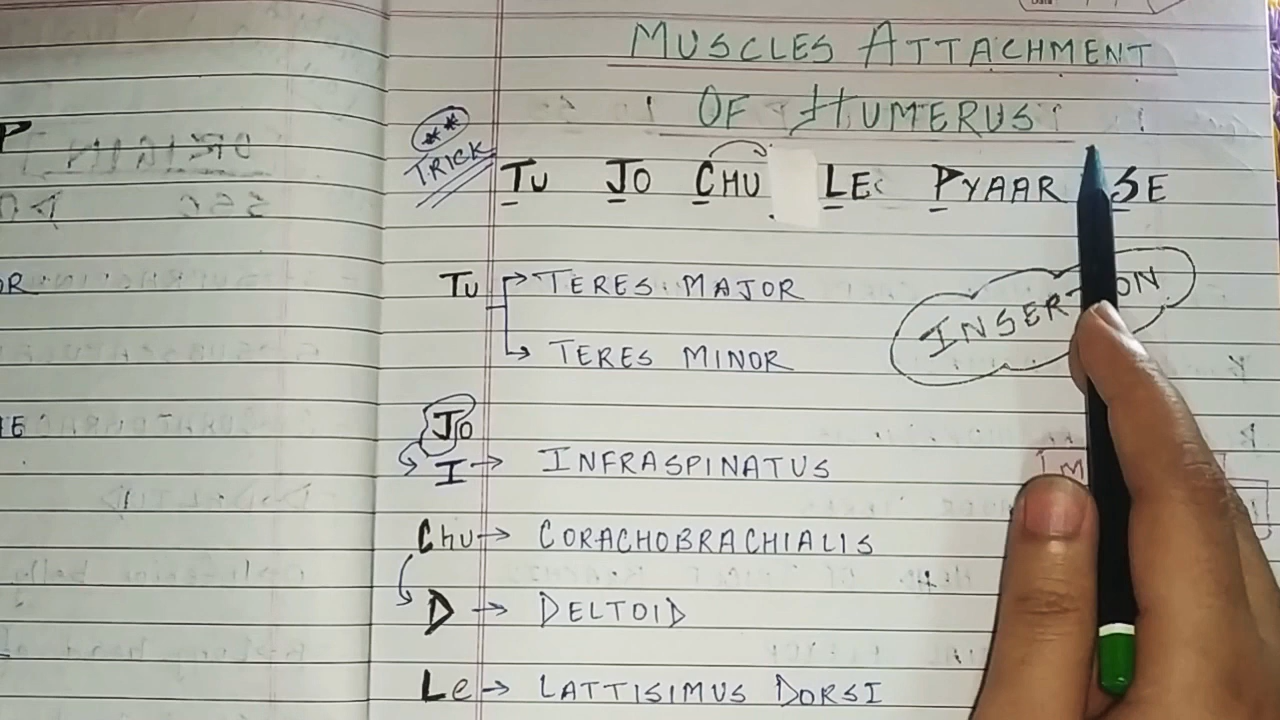 MUSCLES ATTACHMENT
OF HUMERUS
**
TRICK
TU JO CHU LE PYAAR SE
TU → TERES MAJOR
→ TERES MINOR
INSERTION
JO
I → INFRASPINATUS
Chu → CORACHOBRACHIALIS
D → DELTOID
Le → LATTISIMUS DORSI